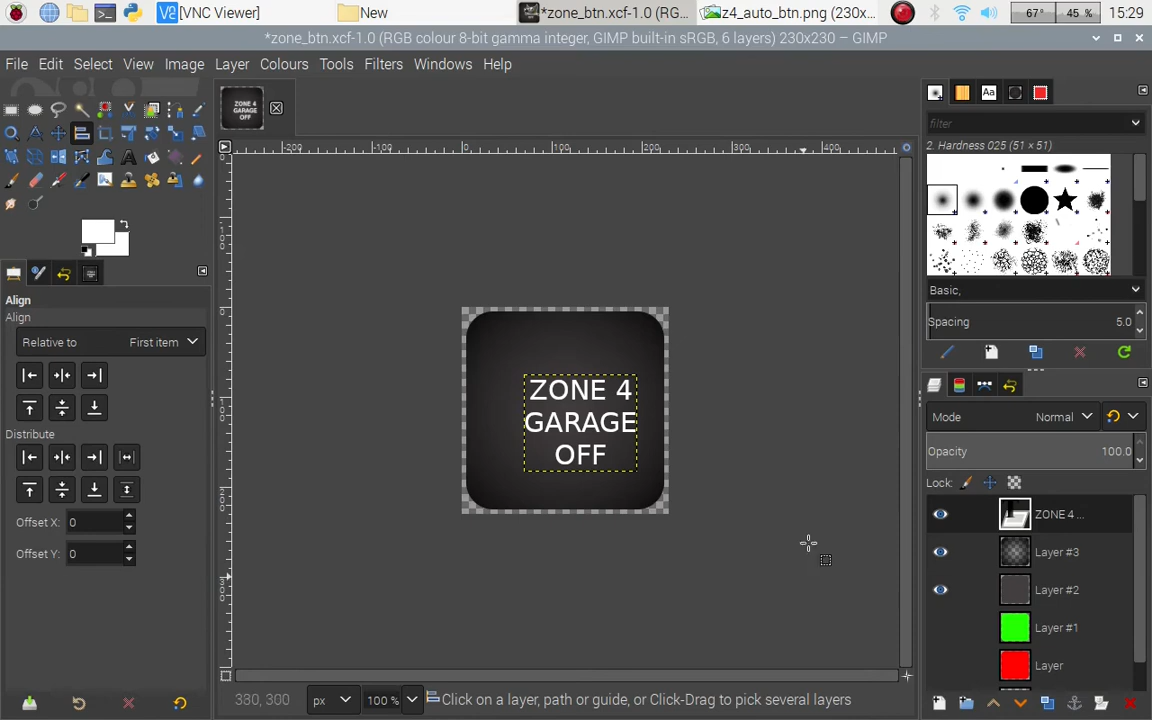 [VNC Viewer]
New
*zone_btn.xcf-1.0 (RG...
z4_auto_btn.png (230x...
67°
45 %
15:29
*zone_btn.xcf-1.0 (RGB colour 8-bit gamma integer, GIMP built-in sRGB, 6 layers) 230x230 – GIMP
File Edit Select View Image Layer Colours Tools Filters Windows Help
ZONE 4
GARAGE
OFF
filter
2. Hardness 025 (51 × 51)
Basic,
Spacing 5.0
Align
Align
Relative to First item
Distribute
Offset X: 0
Offset Y: 0
ZONE 4
GARAGE
OFF
Mode Normal
Opacity 100.0
Lock:
ZONE 4 ...
Layer #3
Layer #2
Layer #1
Layer
380, 300 px 100 % Click on a layer, path or guide, or Click-Drag to pick several layers